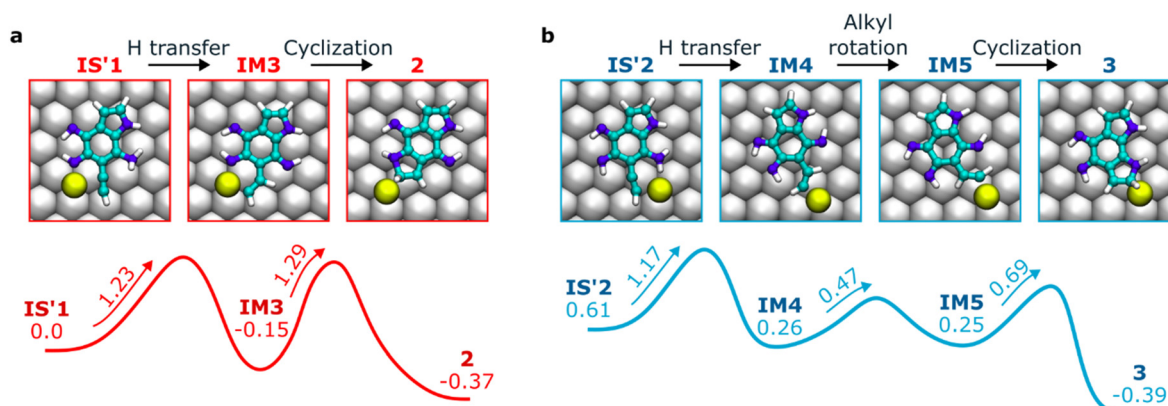 a
H transfer Cyclization
IS'1 IM3 2
1.23
1.29
IS'1
0.0
IM3
-0.15
2
-0.37
b
H transfer Alkyl rotation Cyclization
IS'2 IM4 IM5 3
1.17
0.47
0.69
IS'2
0.61
IM4
0.26
IM5
0.25
3
-0.39